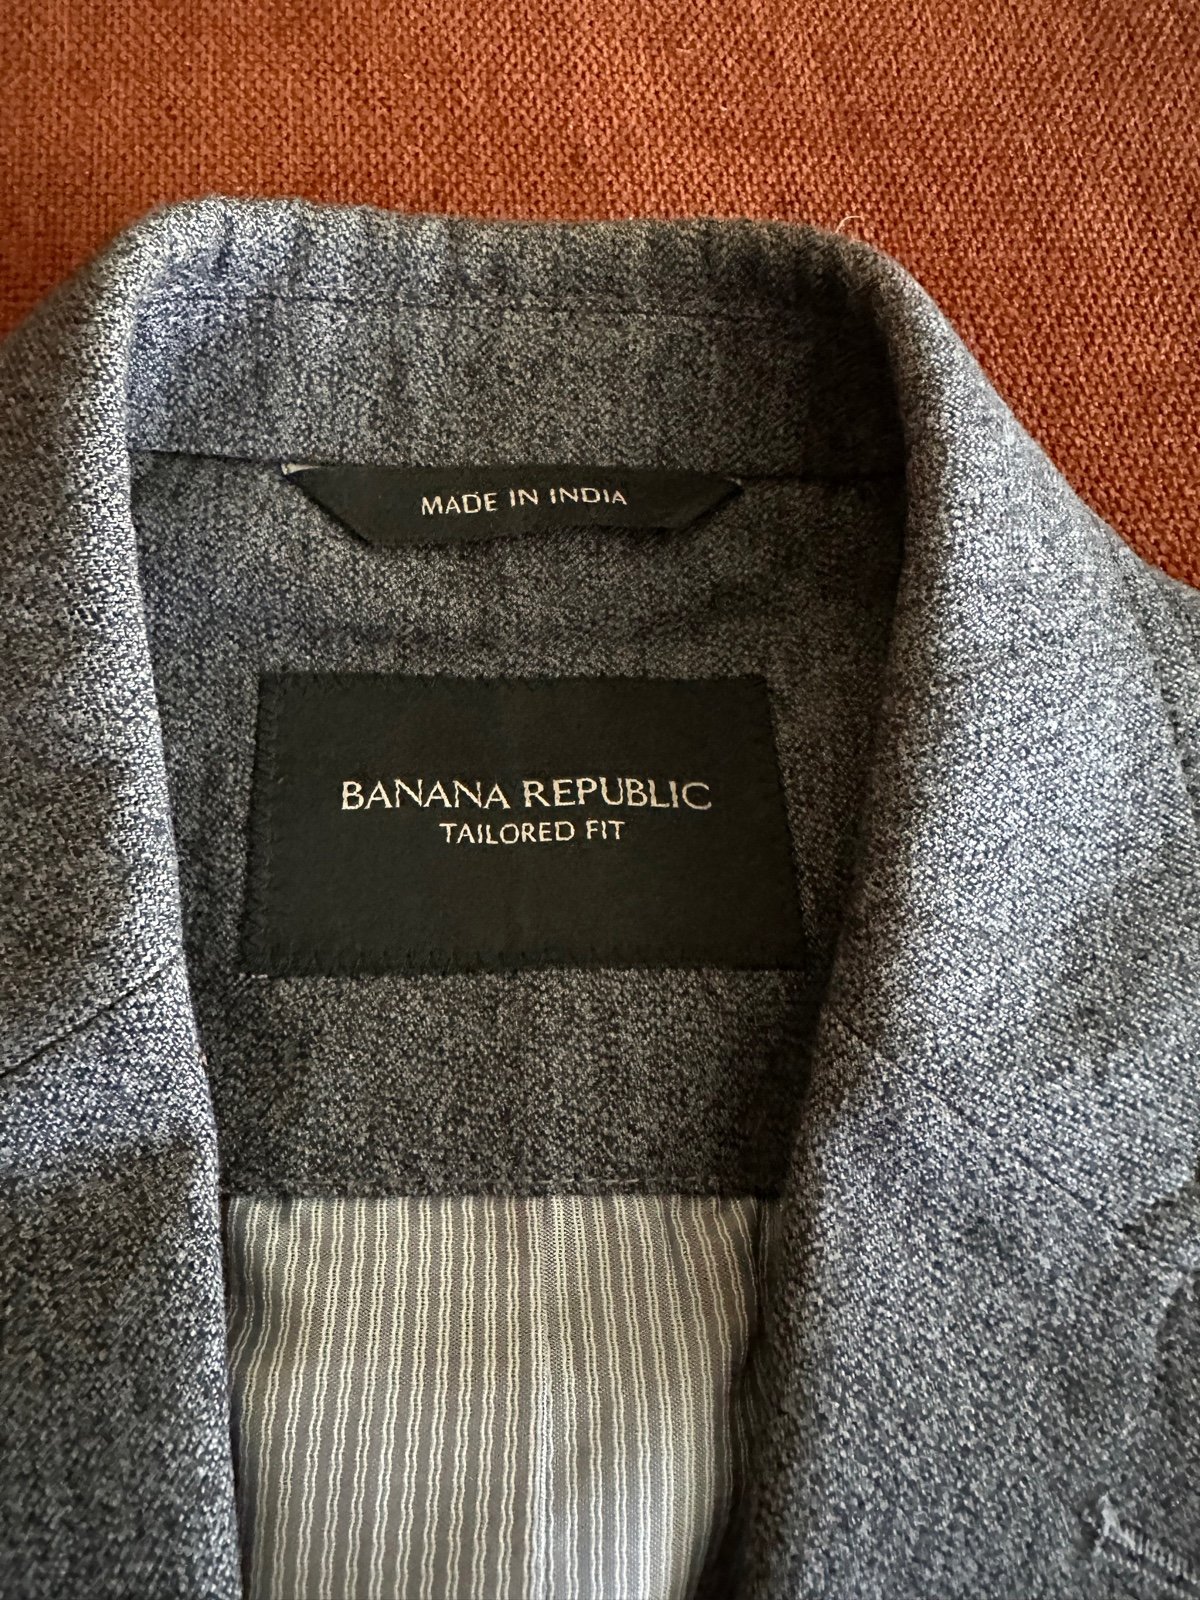 MADE IN INDIA
BANANA REPUBLIC
TAILORED FIT